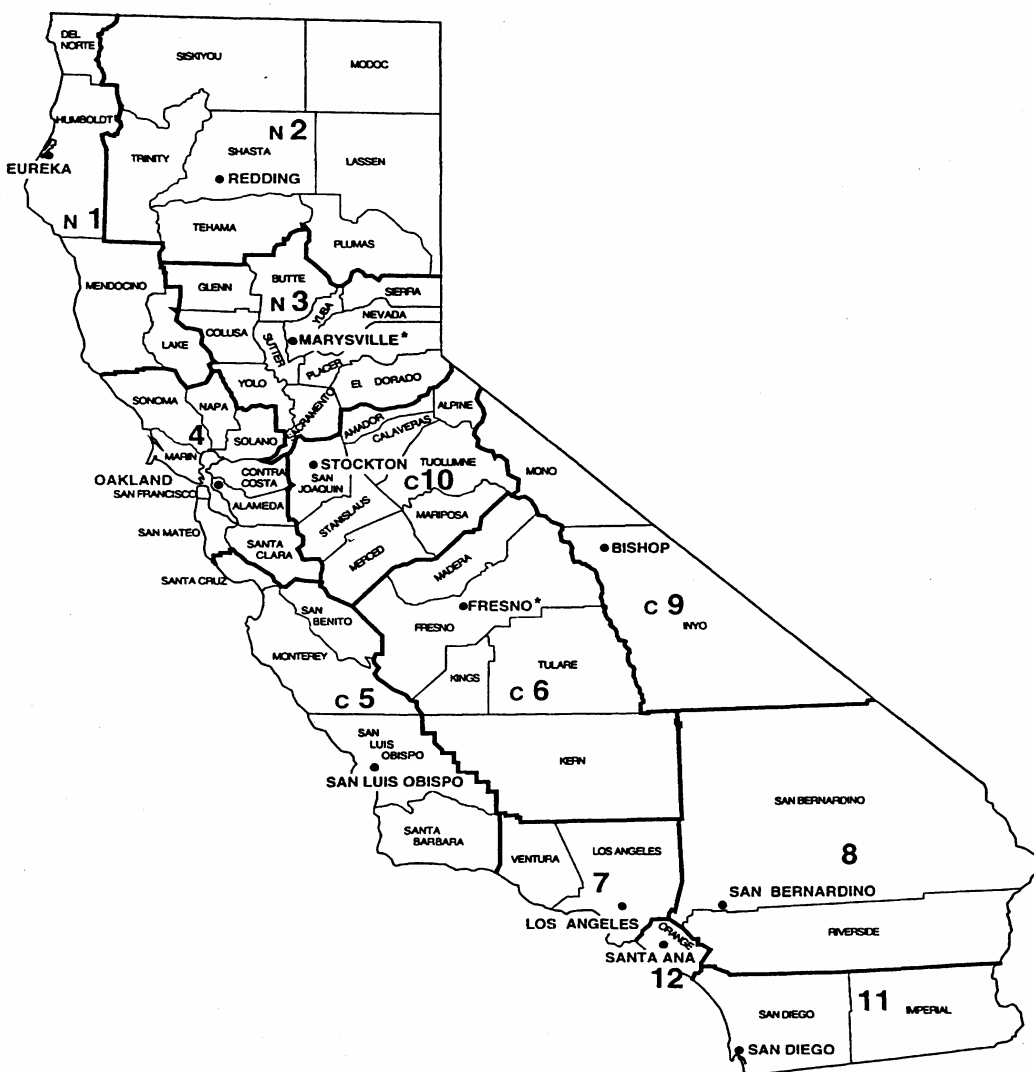 DEL
NORTE
SISKIYOU
MODOC
HUMBOLDT
N 2
TRINITY
SHASTA
LASSEN
EUREKA
REDDING
N 1
TEHAMA
PLUMAS
MENDOCINO
GLENN
BUTTE
SIERRA
N 3
YUBA
NEVADA
COLUSA
SUTTER
MARYSVILLE*
LAKE
PLACER
YOLO
EL DORADO
SONOMA
NAPA
SACRAMENTO
ALPINE
AMADOR
CALAVERAS
4
SOLANO
MARIN
STOCKTON
TUOLUMNE
MONO
OAKLAND
CONTRA
COSTA
SAN
JOAQUIN
C 10
SAN FRANCISCO
ALAMEDA
STANISLAUS
MARIPOSA
SAN MATEO
SANTA
CLARA
MERCED
BISHOP
SANTA CRUZ
MADERA
SAN
BENITO
FRESNO*
C 9
INYO
FRESNO
MONTEREY
KINGS
TULARE
C 5
C 6
SAN
LUIS
OBISPO
KERN
SAN LUIS OBISPO
SAN BERNARDINO
SANTA
BARBARA
VENTURA
LOS ANGELES
8
7
SAN BERNARDINO
LOS ANGELES
ORANGE
RIVERSIDE
SANTA ANA
12
SAN DIEGO
11
IMPERIAL
SAN DIEGO